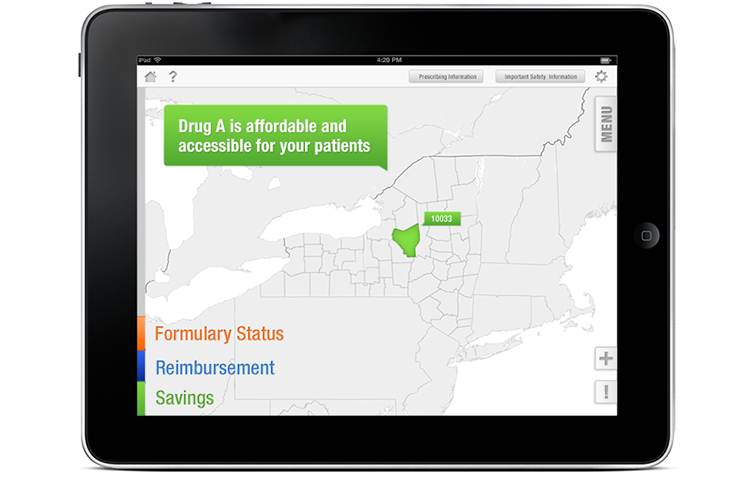 iPad
4:20 PM
Prescribing Information
Important Safety Information
MENU
Drug A is affordable and
accessible for your patients
10033
Formulary Status
Reimbursement
Savings